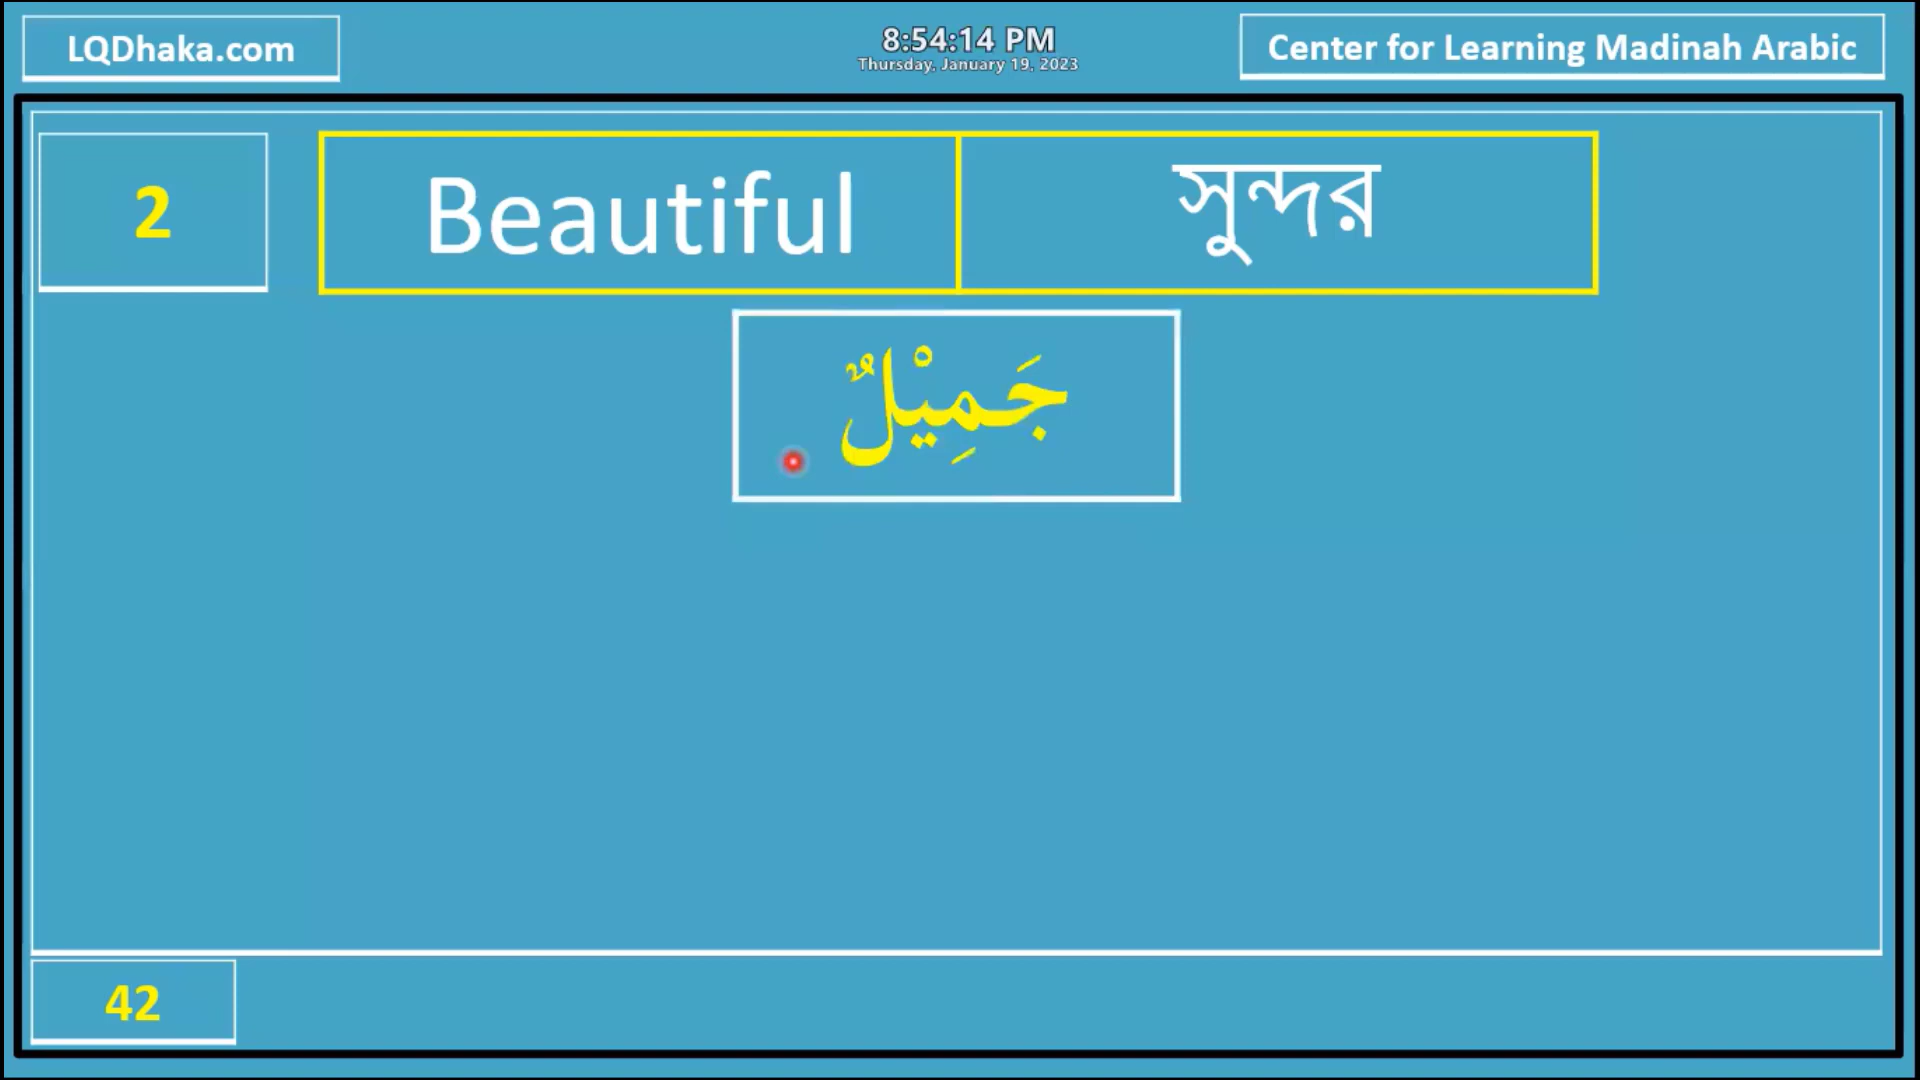 LQDhaka.com
8:54:14 PM
Thursday, January 19, 2023
Center for Learning Madinah Arabic
2
Beautiful
সুন্দর
جَمِيْلٌ
42